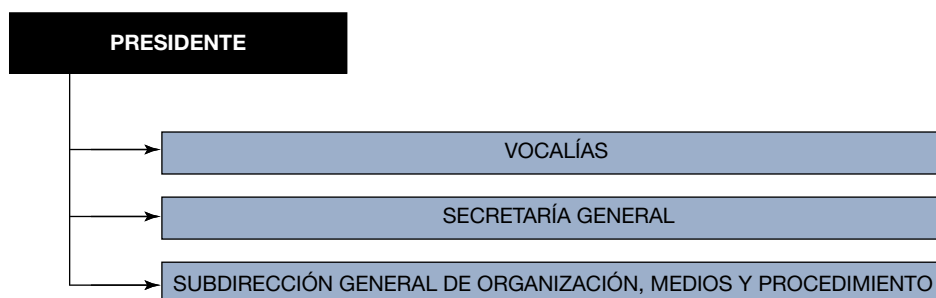 PRESIDENTE
VOCALÍAS
SECRETARÍA GENERAL
SUBDIRECCIÓN GENERAL DE ORGANIZACIÓN, MEDIOS Y PROCEDIMIENTO